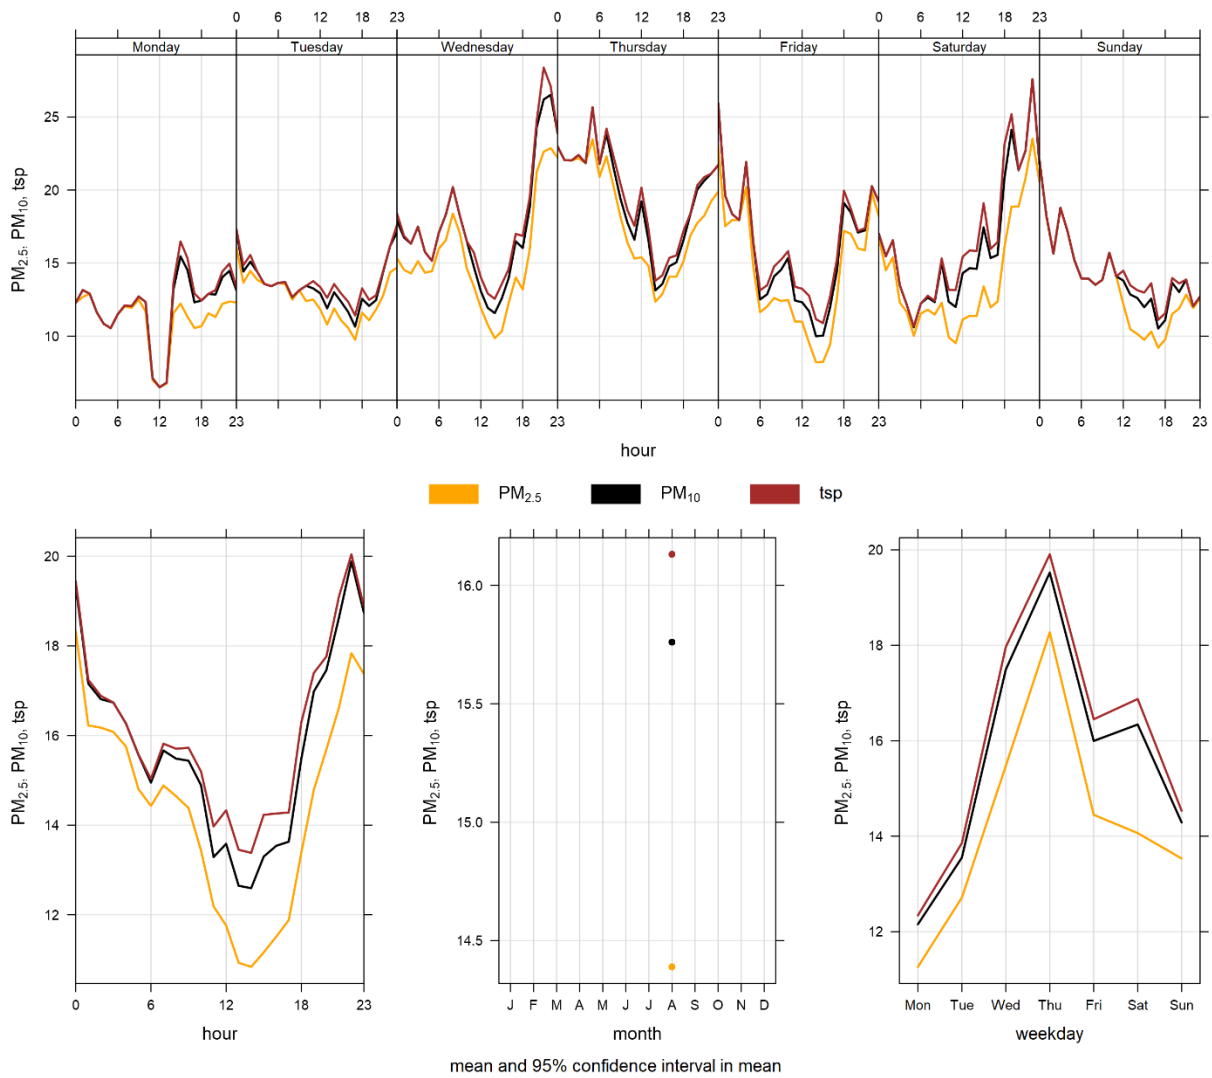 0 6 12 18 23 0 6 12 18 23 0 6 12 18 23
Monday Tuesday Wednesday Thursday Friday Saturday Sunday
25
20
15
10
PM2.5, PM10, tsp
0 6 12 18 23 0 6 12 18 23 0 6 12 18 23 0 6 12 18 23
hour
PM2.5 PM10 tsp
20
18
16
14
12
PM2.5, PM10, tsp
0 6 12 18 23
hour
16.0
15.5
15.0
14.5
PM2.5, PM10, tsp
J F M A M J J A S O N D
month
20
18
16
14
12
PM2.5, PM10, tsp
Mon Tue Wed Thu Fri Sat Sun
weekday
mean and 95% confidence interval in mean